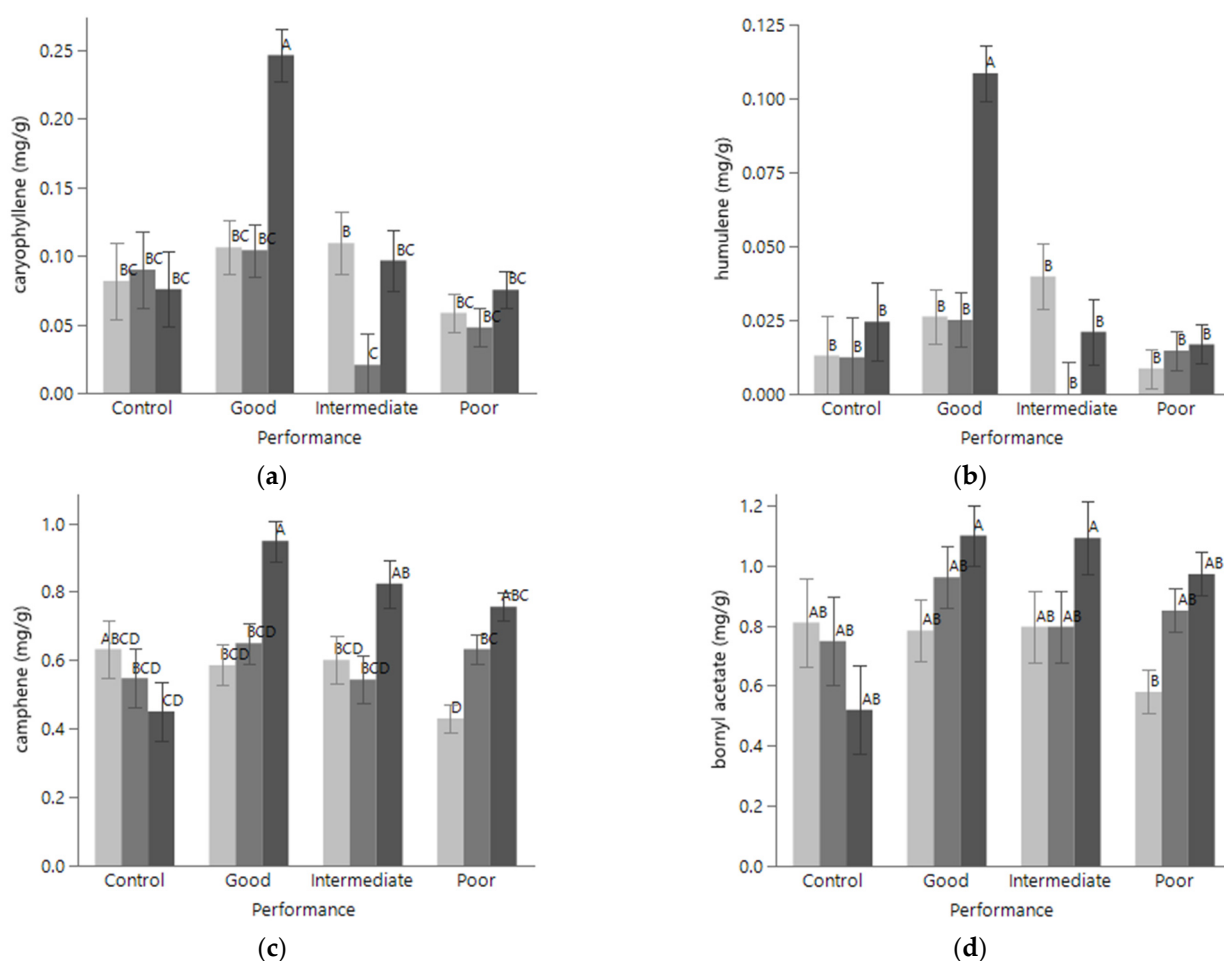 caryophyllene (mg/g)
0.25
0.20
0.15
0.10
0.05
0.00
BC BC BC
BC BC A
B C BC
BC BC BC
Control Good Intermediate Poor
Performance
(a)
humulene (mg/g)
0.125
0.100
0.075
0.050
0.025
0.000
B B B
B B A
B B B
B B B
Control Good Intermediate Poor
Performance
(b)
camphene (mg/g)
1.0
0.8
0.6
0.4
0.2
0.0
ABCD BCD CD
BCD BCD A
BCD BCD AB
D BC ABC
Control Good Intermediate Poor
Performance
(c)
bornyl acetate (mg/g)
1.2
1.0
0.8
0.6
0.4
0.2
0.0
AB AB AB
AB AB A
AB AB A
B AB AB
Control Good Intermediate Poor
Performance
(d)